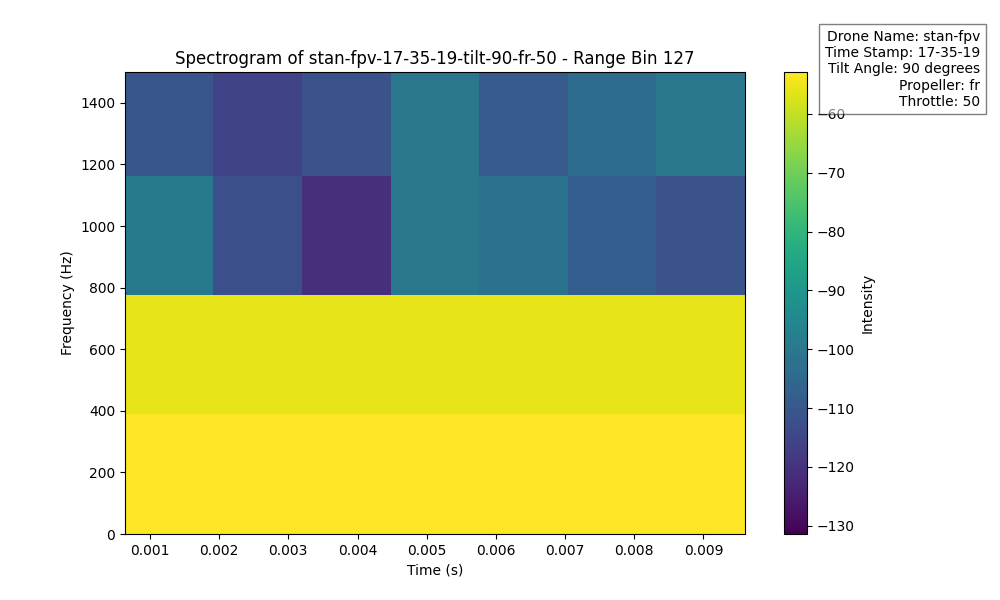 Drone Name: stan-fpv
Time Stamp: 17-35-19
Tilt Angle: 90 degrees
Propeller: fr
Throttle: 50
Spectrogram of stan-fpv-17-35-19-tilt-90-fr-50 - Range Bin 127
1400
1200
1000
800
600
400
200
0
Frequency (Hz)
0.001 0.002 0.003 0.004 0.005 0.006 0.007 0.008 0.009
Time (s)
−60
−70
−80
−90
−100
−110
−120
−130
Intensity